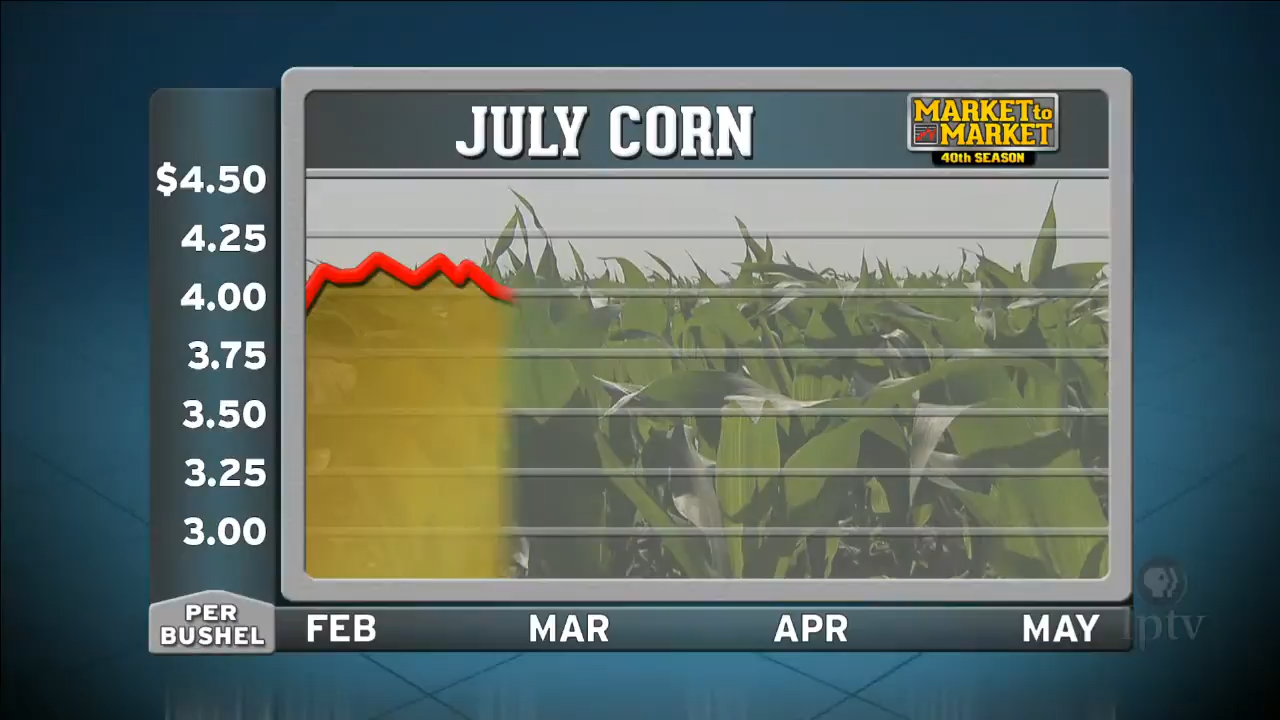 JULY CORN
MARKET to
MARKET
40th SEASON
$4.50
4.25
4.00
3.75
3.50
3.25
3.00
PER
BUSHEL
FEB MAR APR MAY
iptv